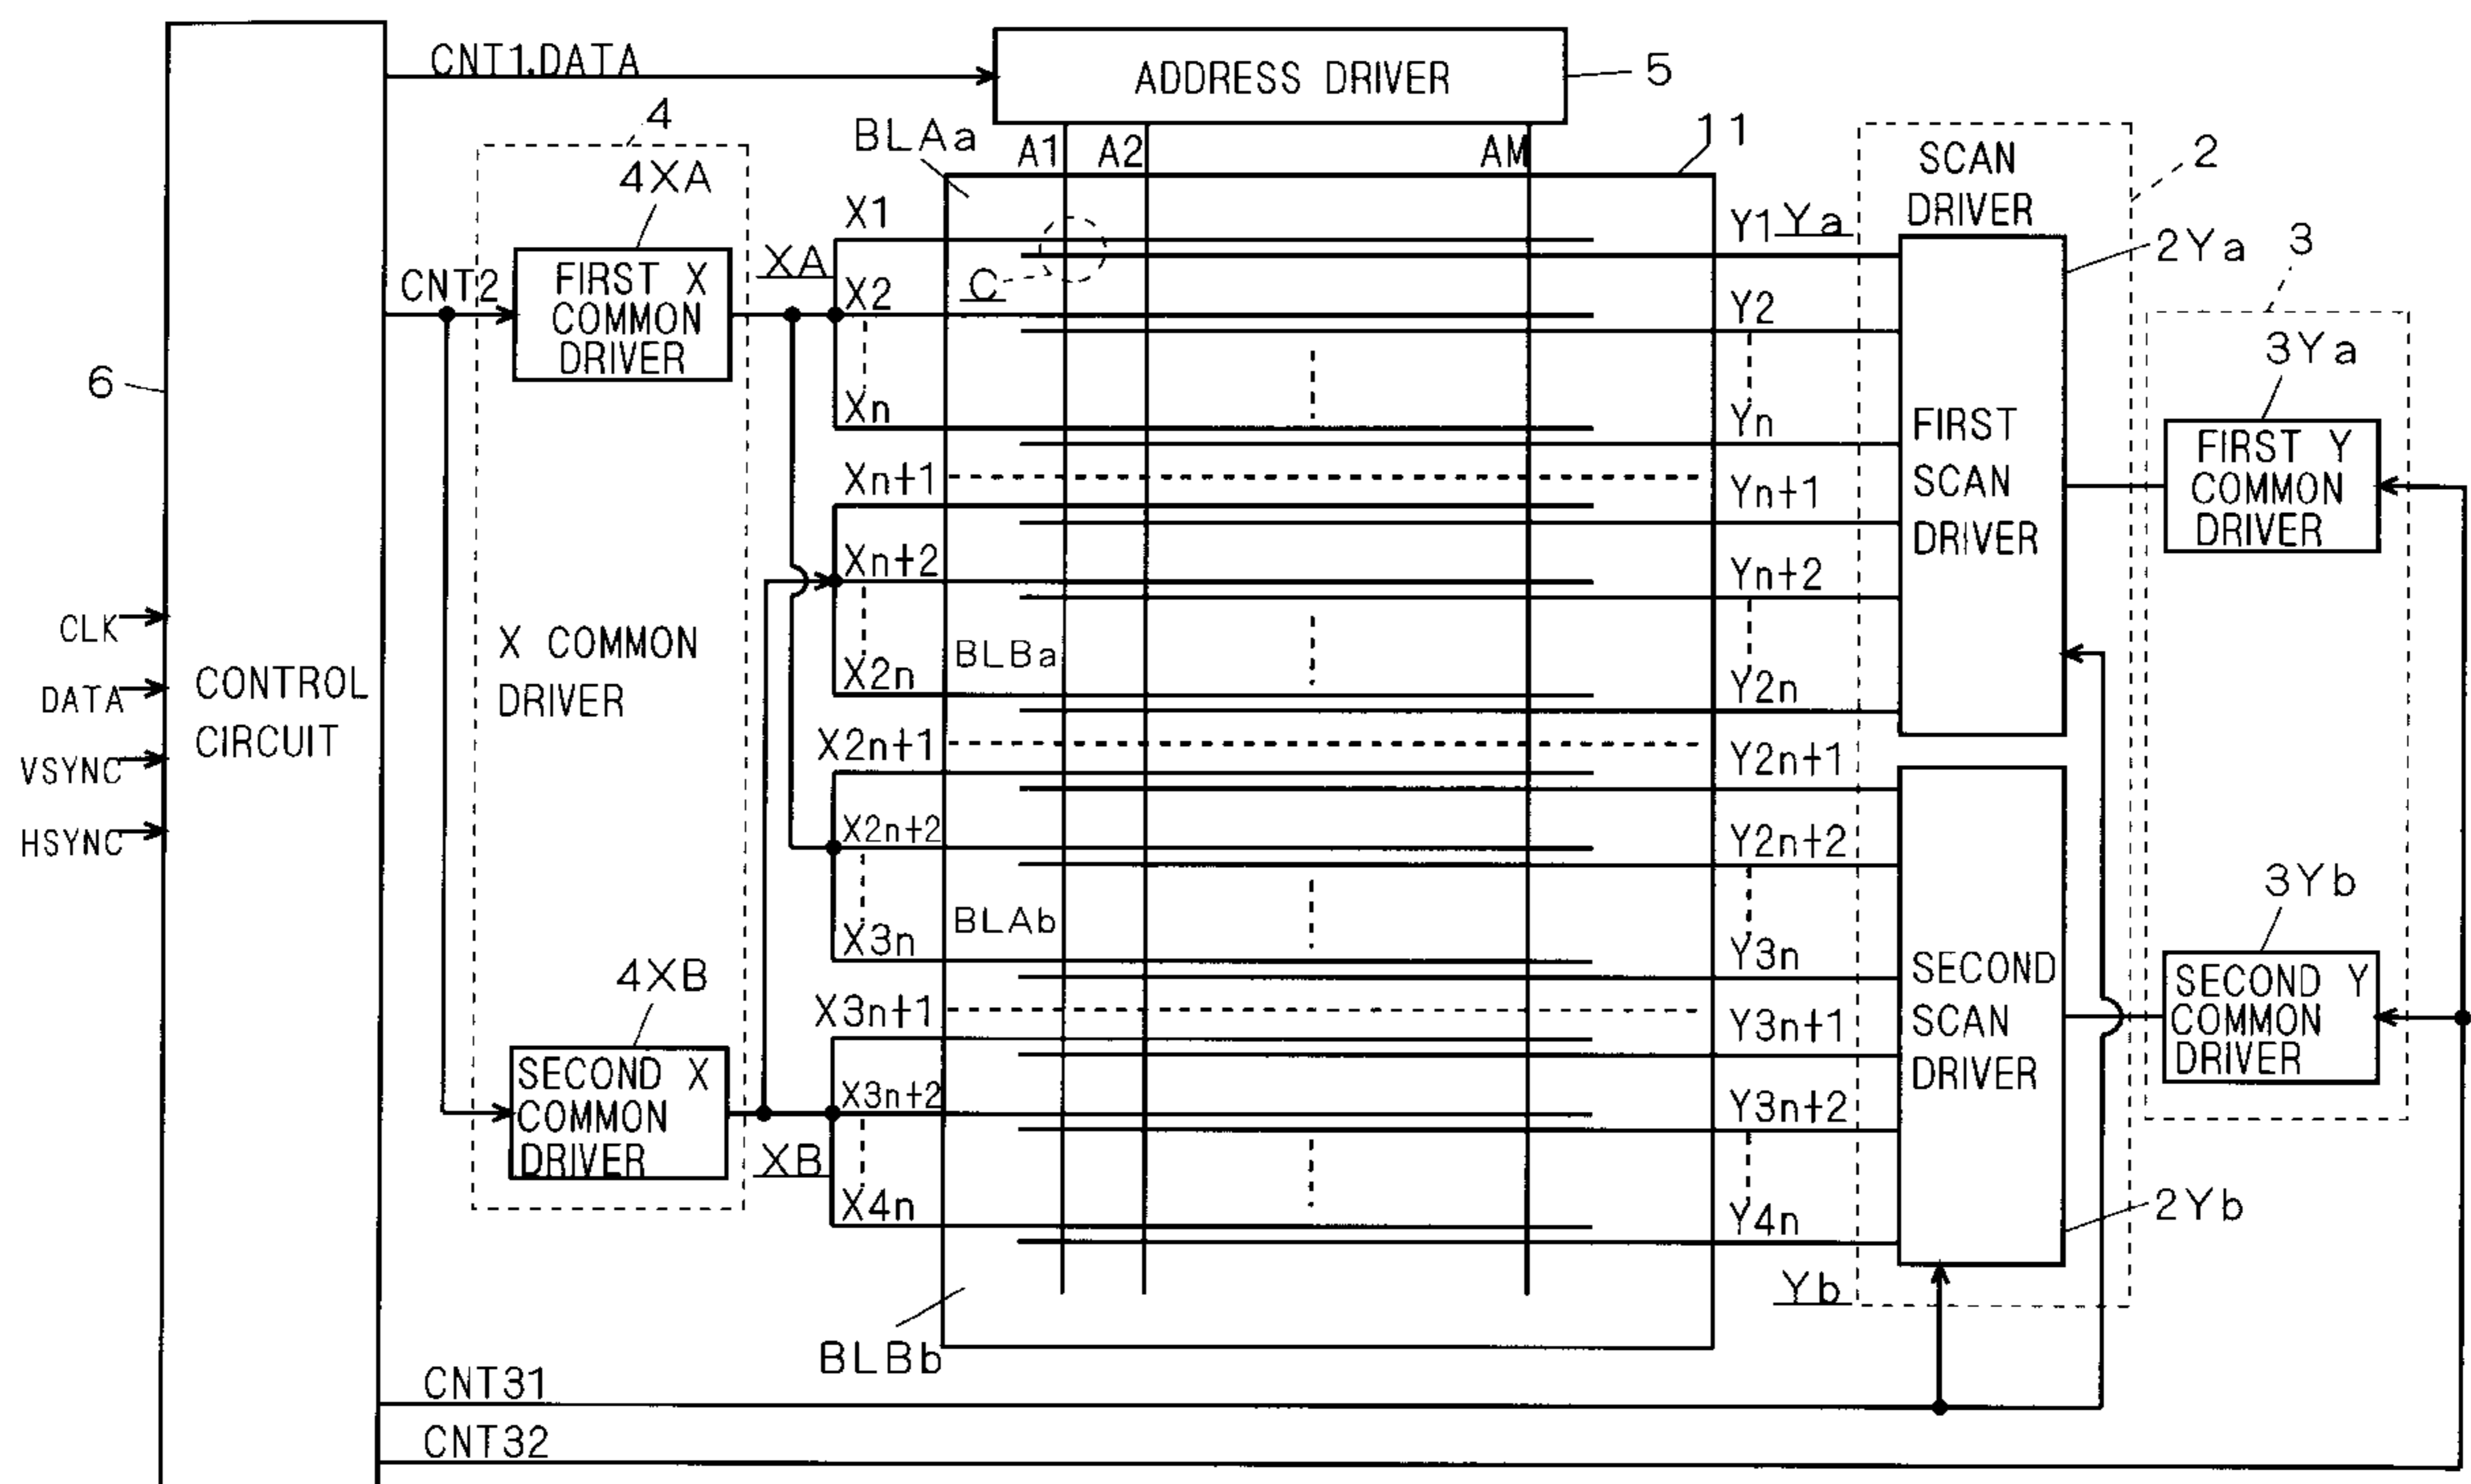 CNT1.DATA
ADDRESS DRIVER
5
4
BLAa
A1
A2
AM
11
SCAN
DRIVER
2
4XA
X1
Y1
Ya
2Ya
3
XA
C
CNT2
FIRST X
COMMON
DRIVER
X2
Y2
3Ya
6
Xn
Yn
FIRST
SCAN
DRIVER
FIRST Y
COMMON
DRIVER
Xn+1
Yn+1
Xn+2
Yn+2
CLK
DATA
VSYNC
HSYNC
CONTROL
CIRCUIT
X COMMON
DRIVER
BLBa
X2n
Y2n
X2n+1
Y2n+1
X2n+2
Y2n+2
3Yb
BLAb
X3n
Y3n
SECOND
SCAN
DRIVER
SECOND Y
COMMON
DRIVER
4XB
X3n+1
Y3n+1
SECOND X
COMMON
DRIVER
X3n+2
Y3n+2
XB
X4n
Y4n
2Yb
Yb
BLBb
CNT31
CNT32